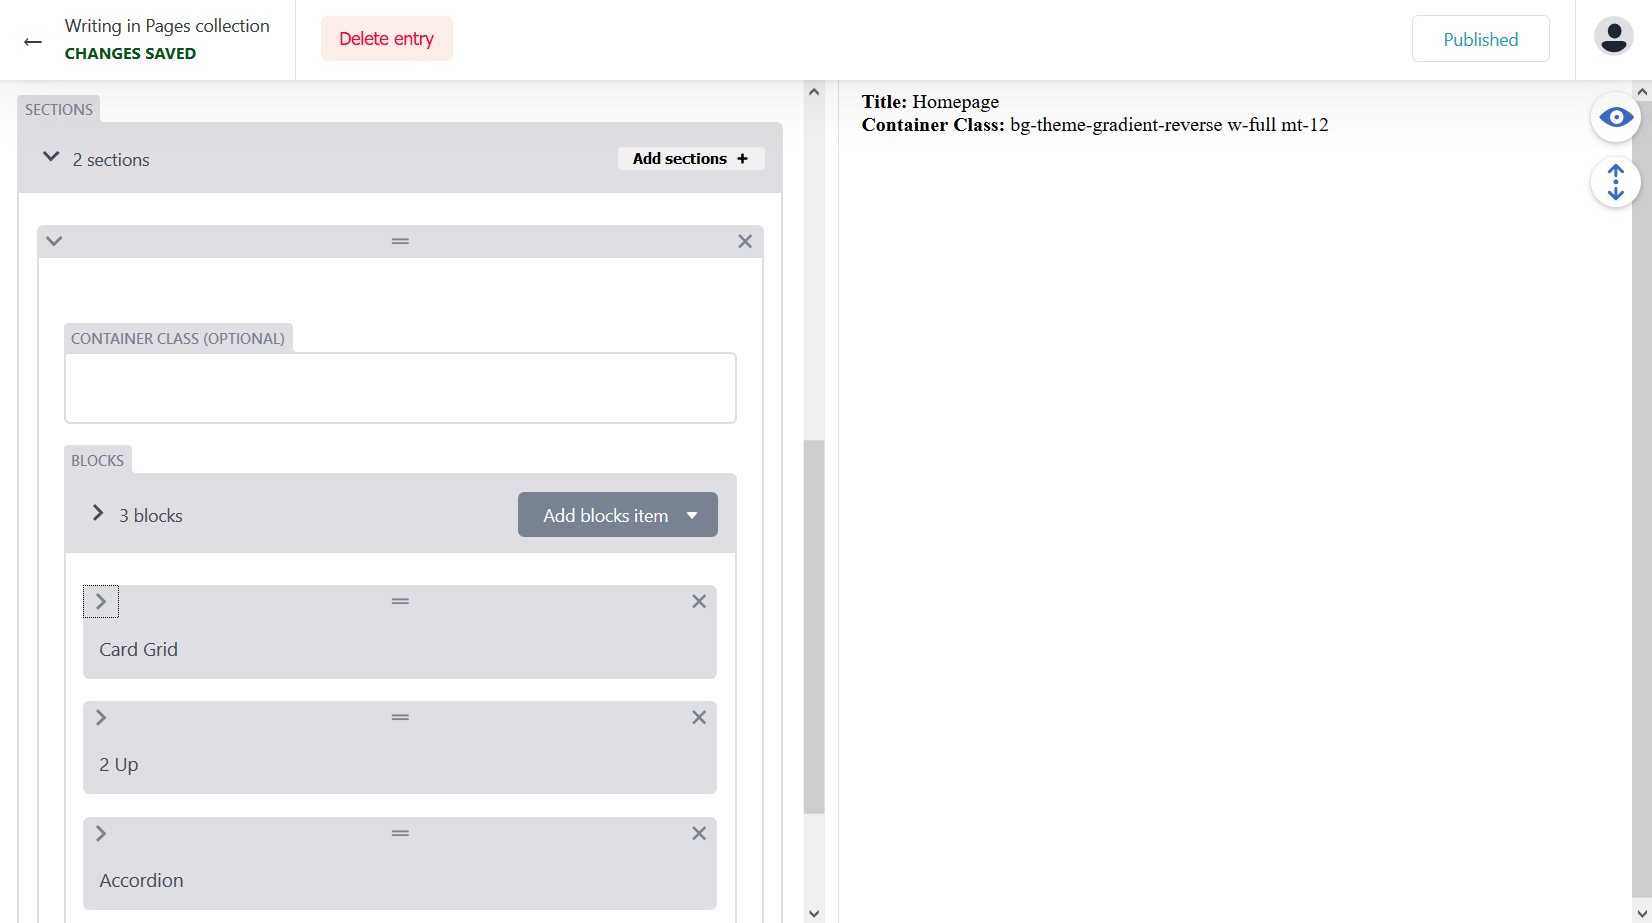 Writing in Pages collection
CHANGES SAVED
Delete entry
Published
SECTIONS
2 sections
Add sections +
CONTAINER CLASS (OPTIONAL)
BLOCKS
3 blocks
Add blocks item
Card Grid
2 Up
Accordion
Title: Homepage
Container Class: bg-theme-gradient-reverse w-full mt-12